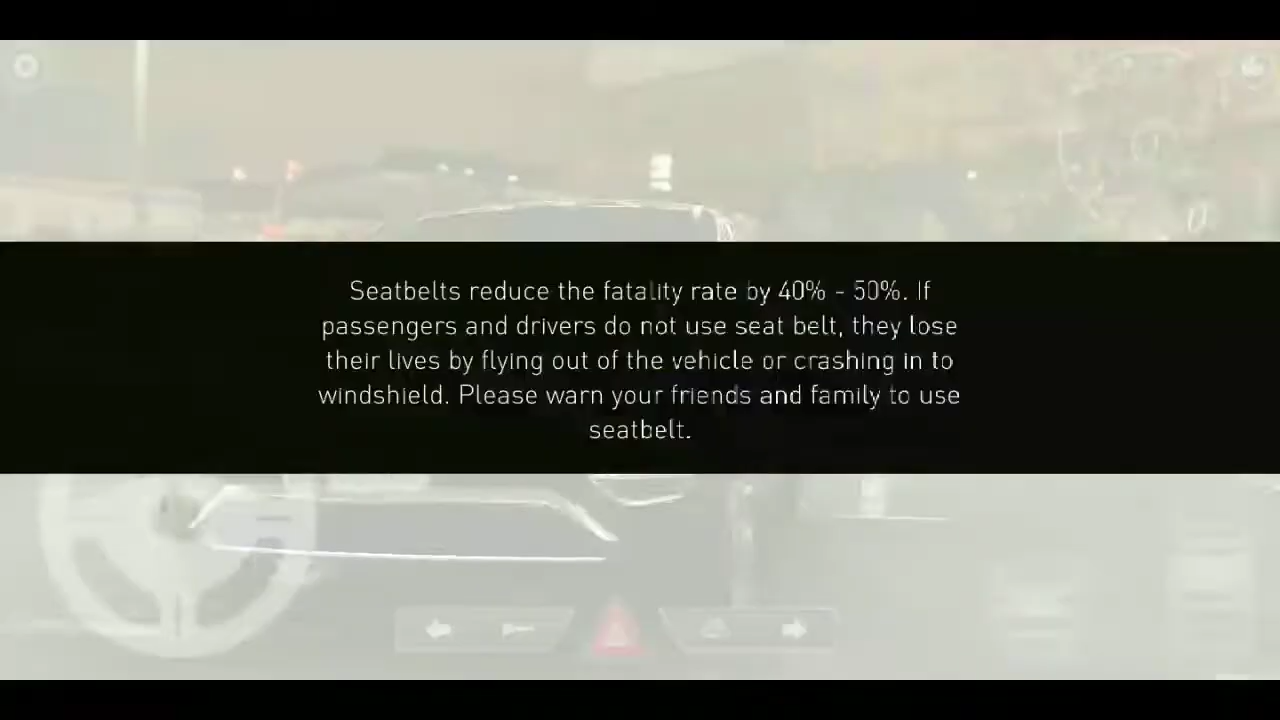 Seatbelts reduce the fatality rate by 40% - 50%. If
passengers and drivers do not use seat belt, they lose
their lives by flying out of the vehicle or crashing in to
windshield. Please warn your friends and family to use
seatbelt.